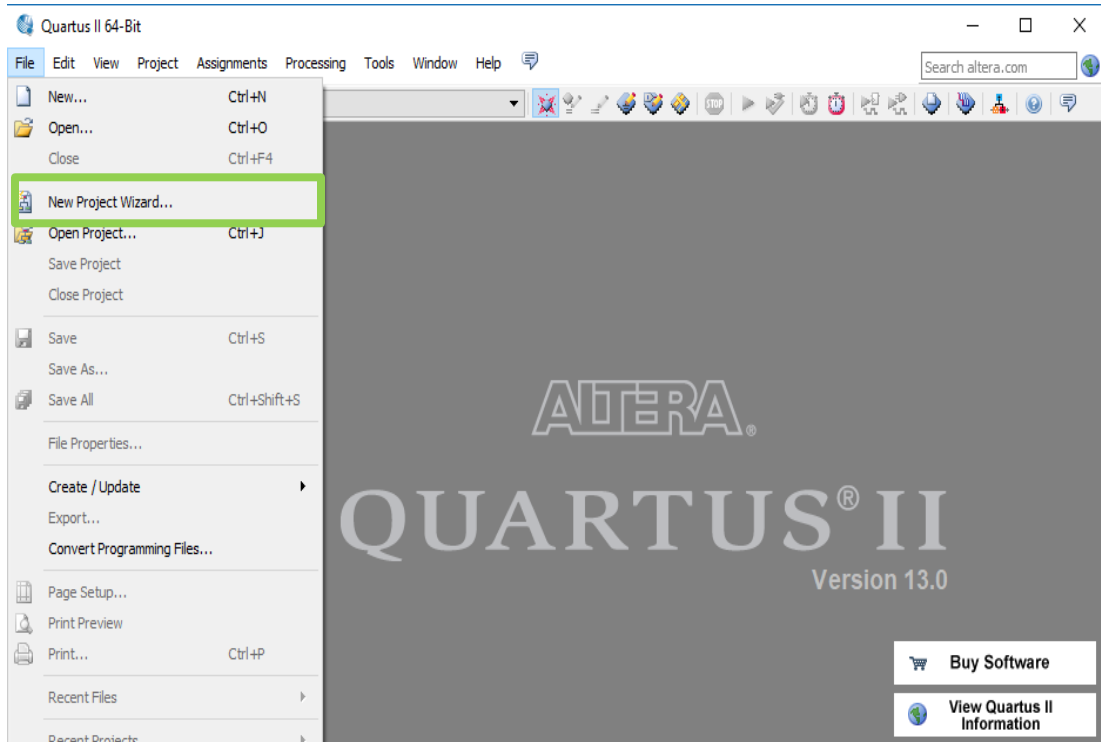 Quartus II 64-Bit
File Edit View Project Assignments Processing Tools Window Help
Search altera.com
New... Ctrl+N
Open... Ctrl+O
Close Ctrl+F4
New Project Wizard...
Open Project... Ctrl+J
Save Project
Close Project
Save Ctrl+S
Save As...
Save All Ctrl+Shift+S
File Properties...
Create / Update
Export...
Convert Programming Files...
Page Setup...
Print Preview
Print... Ctrl+P
Recent Files
Recent Projects
STOP
ALTERA®
QUARTUS® II
Version 13.0
Buy Software
View Quartus II
Information